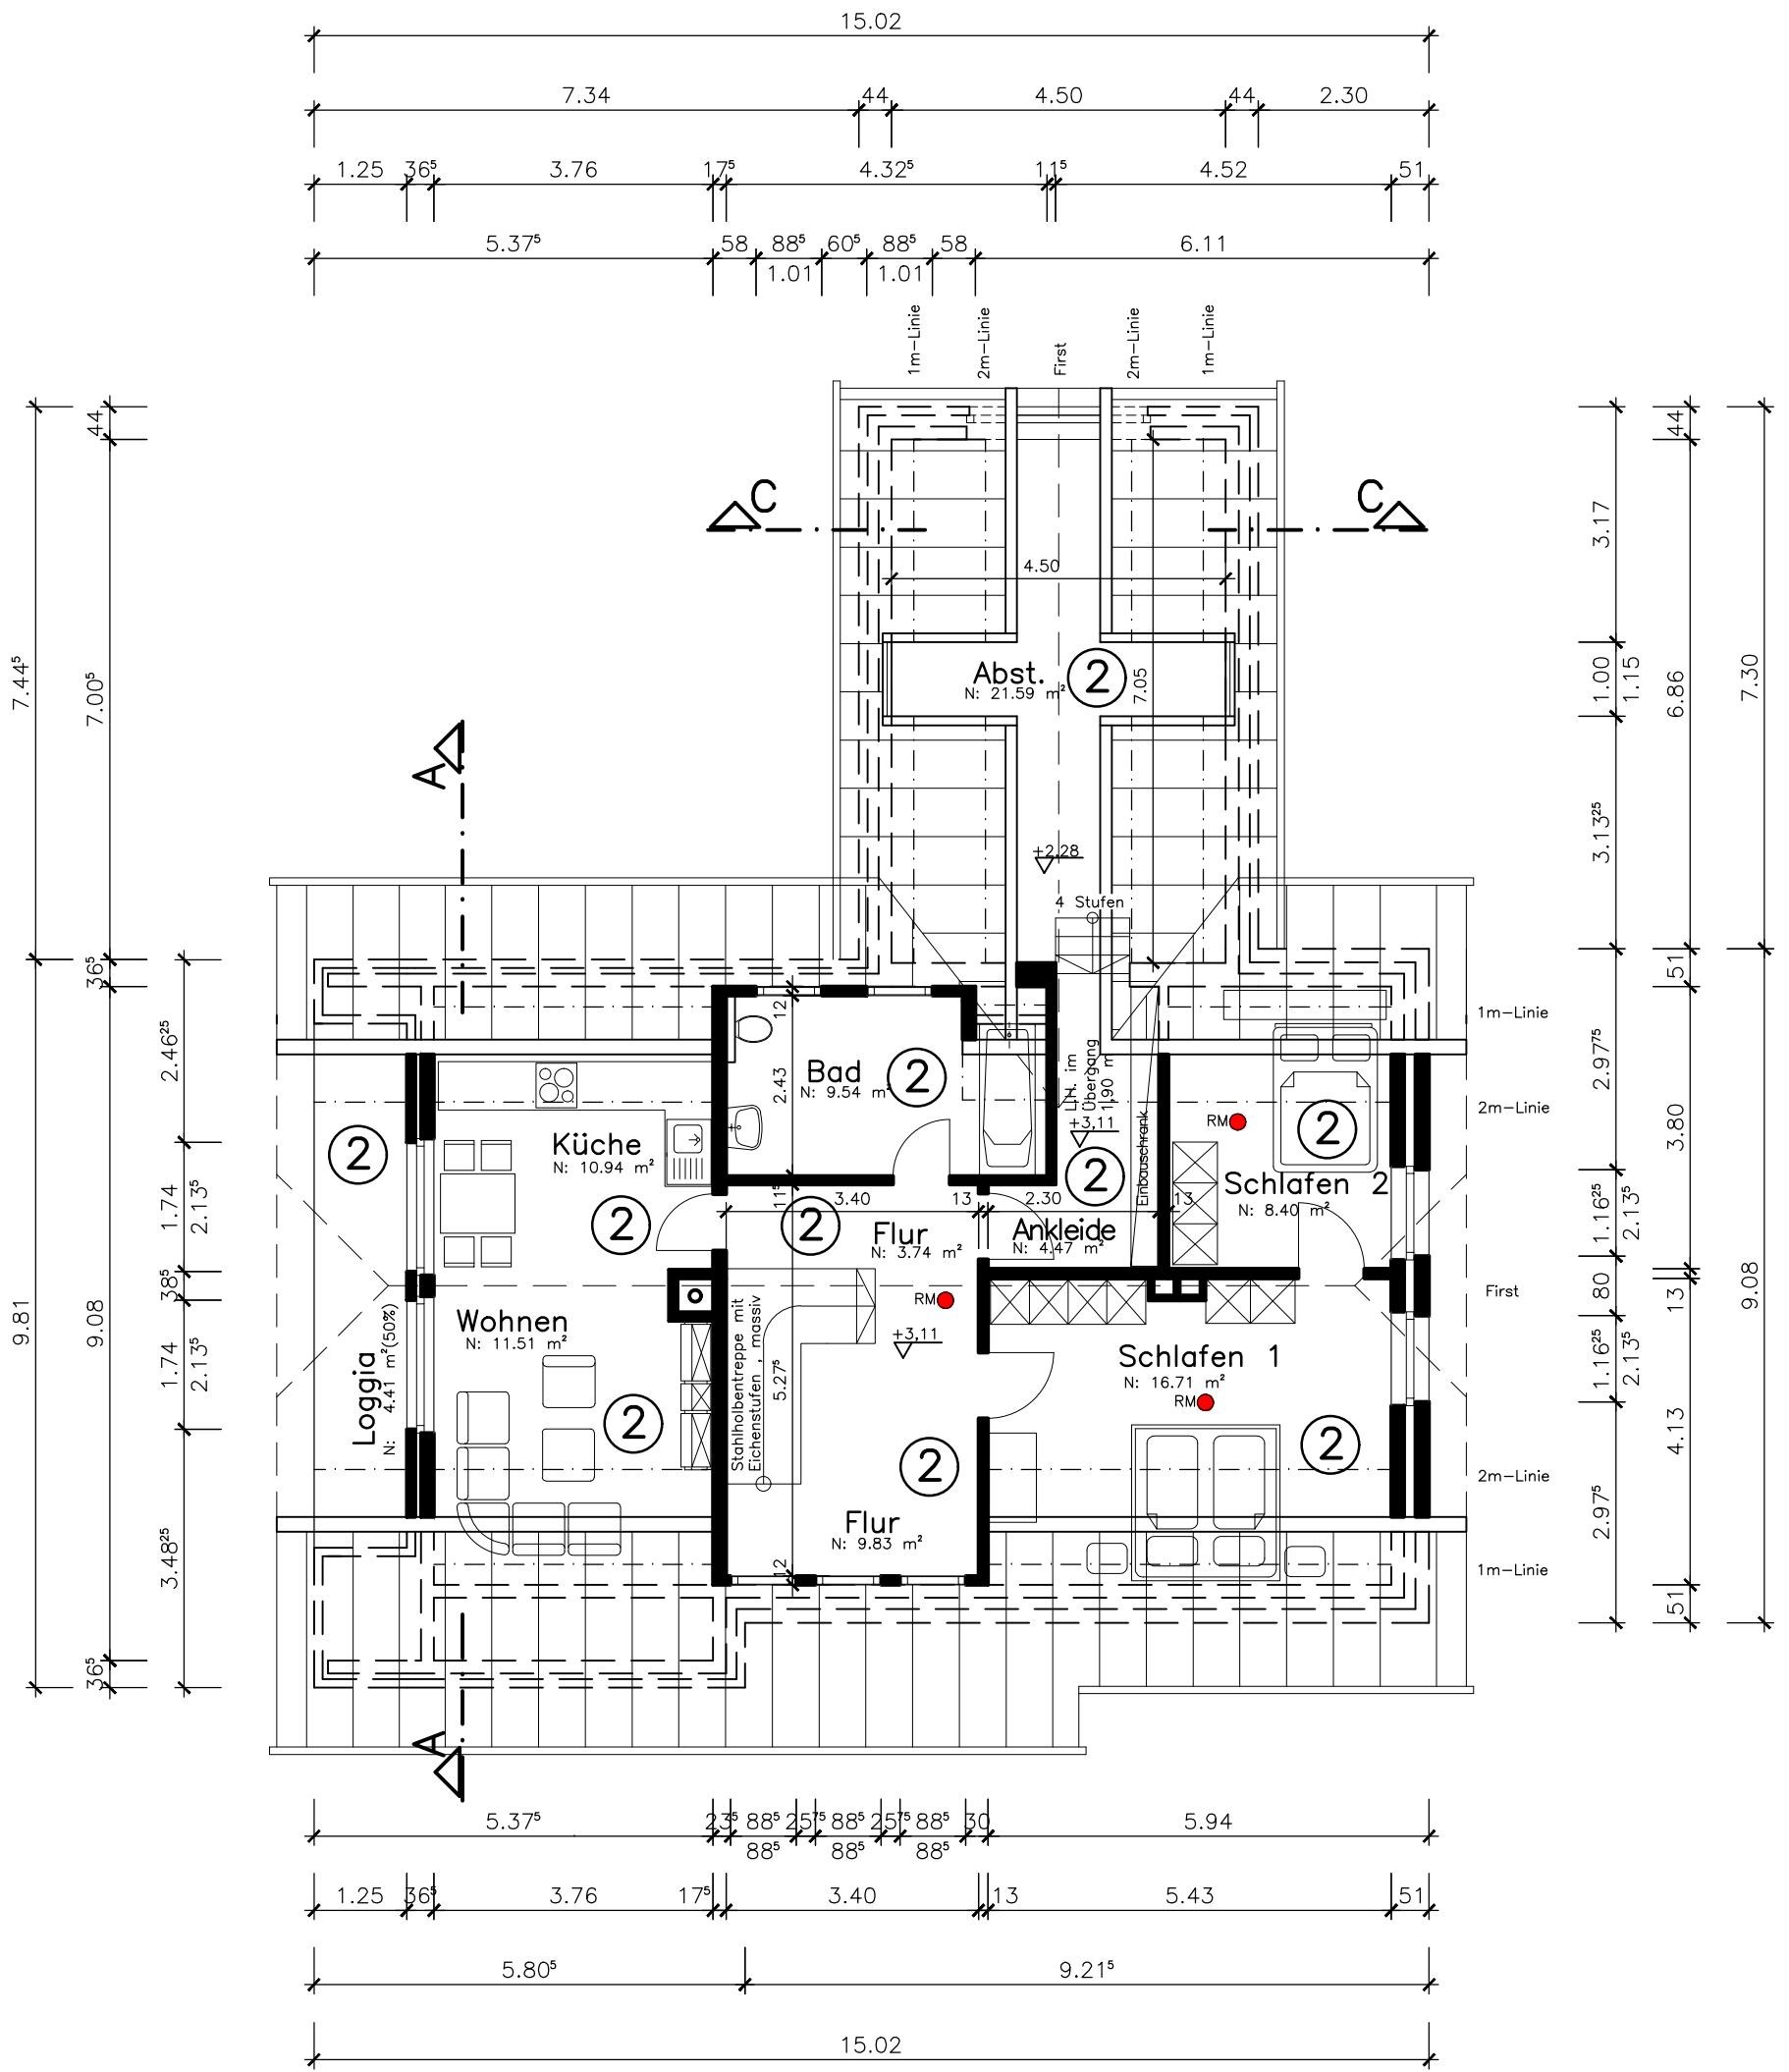 15.02
7.34 44 4.50 44 2.30
1.25 36⁵ 3.76 17⁵ 4.32⁵ 11⁵ 4.52 51
5.37⁵ 58 88⁵ 60⁵ 88⁵ 58 6.11
1.01 1.01
1m-Linie
2m-Linie
First
2m-Linie
1m-Linie
C
C
4.50
Abst.
N: 21.59 m²
2
7.05
A
+2,28
4 Stufen
7.44⁵
9.81
44
7.00⁵
36⁵
9.08
36⁵
2.46²⁵
1.74
2.13⁵
38⁵
1.74
2.13⁵
3.48²⁵
3.17
1.00
1.15
3.13²⁵
2.97⁷⁵
1.16²⁵
2.13⁵
80
1.16²⁵
2.13⁵
2.97⁵
44
6.86
51
3.80
13
4.13
51
7.30
9.08
1m-Linie
2m-Linie
First
2m-Linie
1m-Linie
12
2.43
Bad
N: 9.54 m²
2
L.H. im
Übergang
1,90 m
+3,11
2
Einbauschrank
RM
2
Schlafen 2
N: 8.40 m²
2
Küche
N: 10.94 m²
2
11⁵
3.40
13
2.30
13
2
Flur
N: 3.74 m²
Ankleide
N: 4.47 m²
RM
+3,11
Wohnen
N: 11.51 m²
2
Loggia
N: 4.41 m²(50%)
Stahlholbentreppe mit
Eichenstufen , massiv
5.27⁵
Schlafen 1
N: 16.71 m²
RM
2
2
Flur
N: 9.83 m²
12
A
5.37⁵ 23⁵ 88⁵ 25⁷⁵ 88⁵ 25⁷⁵ 88⁵ 30 5.94
88⁵ 88⁵ 88⁵
1.25 36⁵ 3.76 17⁵ 3.40 13 5.43 51
5.80⁵ 9.21⁵
15.02